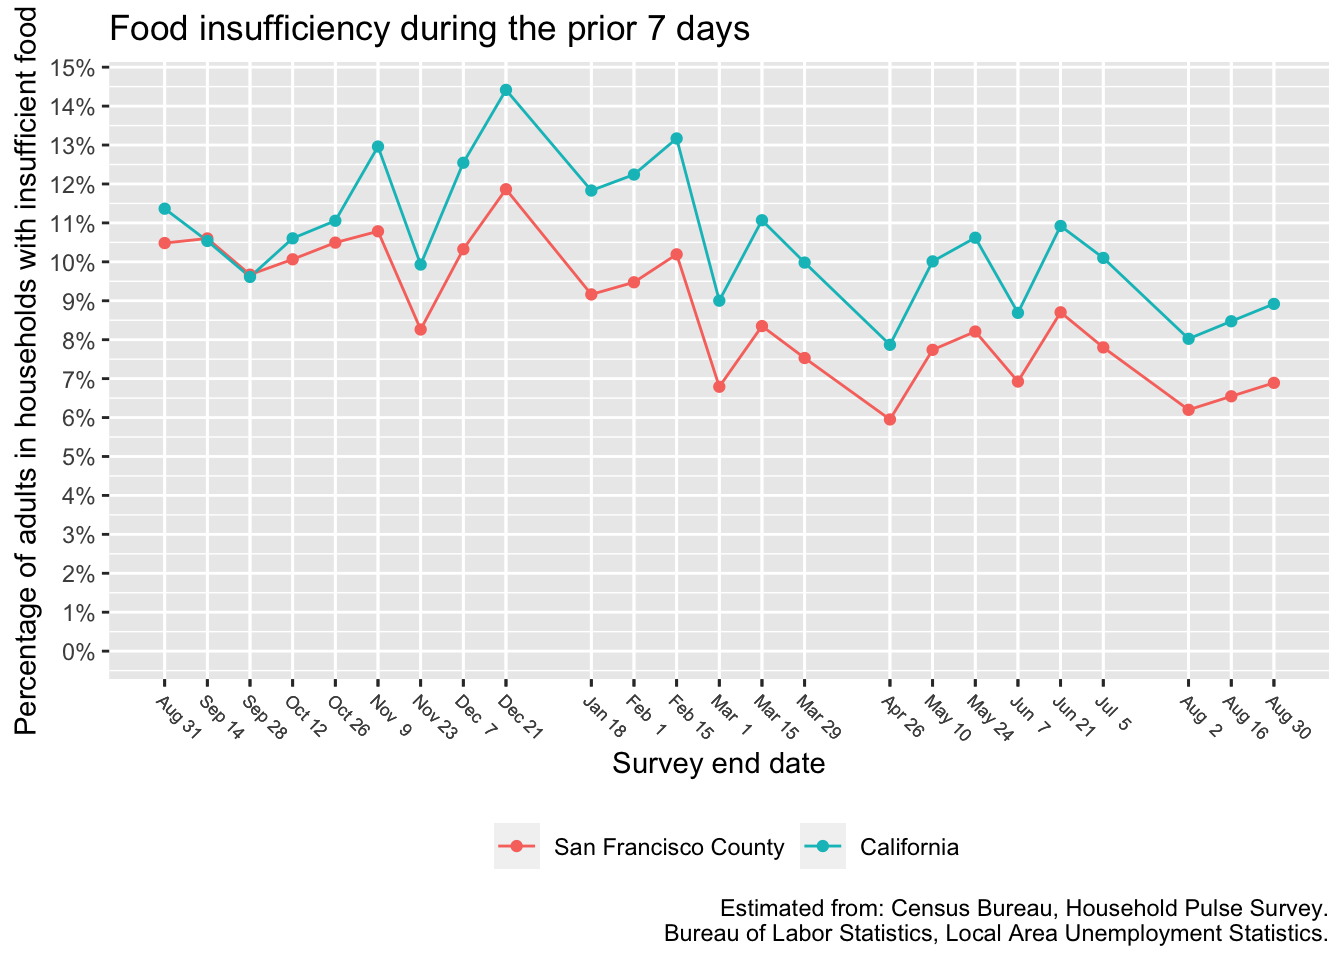 Food insufficiency during the prior 7 days
Percentage of adults in households with insufficient food
15%
14%
13%
12%
11%
10%
9%
8%
7%
6%
5%
4%
3%
2%
1%
0%
Aug 31
Sep 14
Sep 28
Oct 12
Oct 26
Nov 9
Nov 23
Dec 7
Dec 21
Jan 18
Feb 1
Feb 15
Mar 1
Mar 15
Mar 29
Apr 26
May 10
May 24
Jun 7
Jun 21
Jul 5
Aug 2
Aug 16
Aug 30
Survey end date
San Francisco County
California
Estimated from: Census Bureau, Household Pulse Survey.
Bureau of Labor Statistics, Local Area Unemployment Statistics.